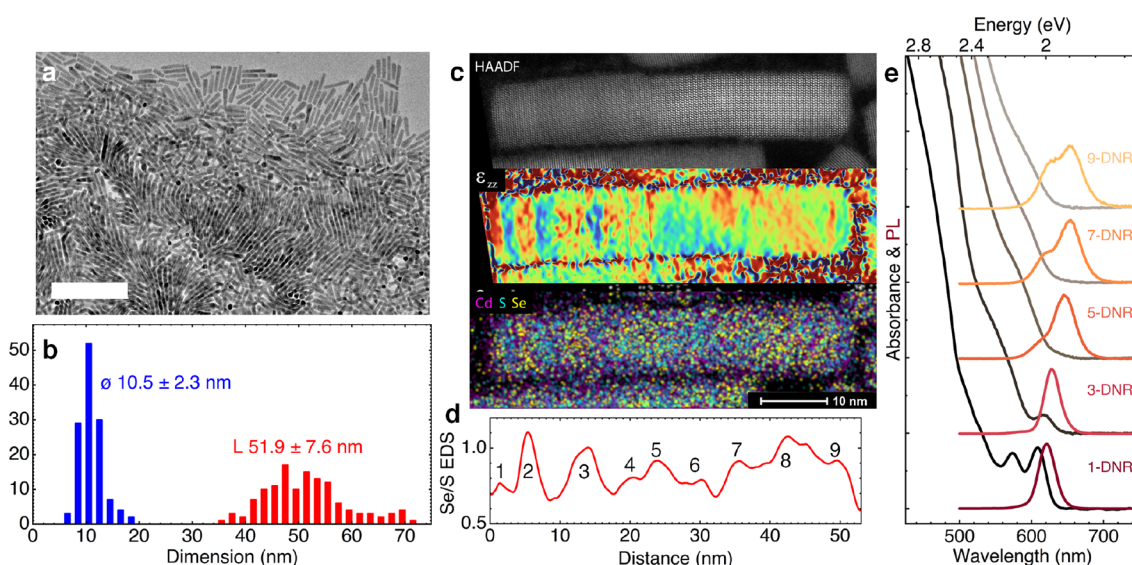 a
b
50
40
30
20
10
0
ø 10.5 ± 2.3 nm
L 51.9 ± 7.6 nm
0 10 20 30 40 50 60 70
Dimension (nm)
c
HAADF
εzz
Cd S Se
10 nm
d
Se/S EDS
1.0
0.5
1 2 3 4 5 6 7 8 9
0 10 20 30 40 50
Distance (nm)
Energy (eV)
2.8 2.4 2
e
Absorbance & PL
9-DNR
7-DNR
5-DNR
3-DNR
1-DNR
500 600 700
Wavelength (nm)